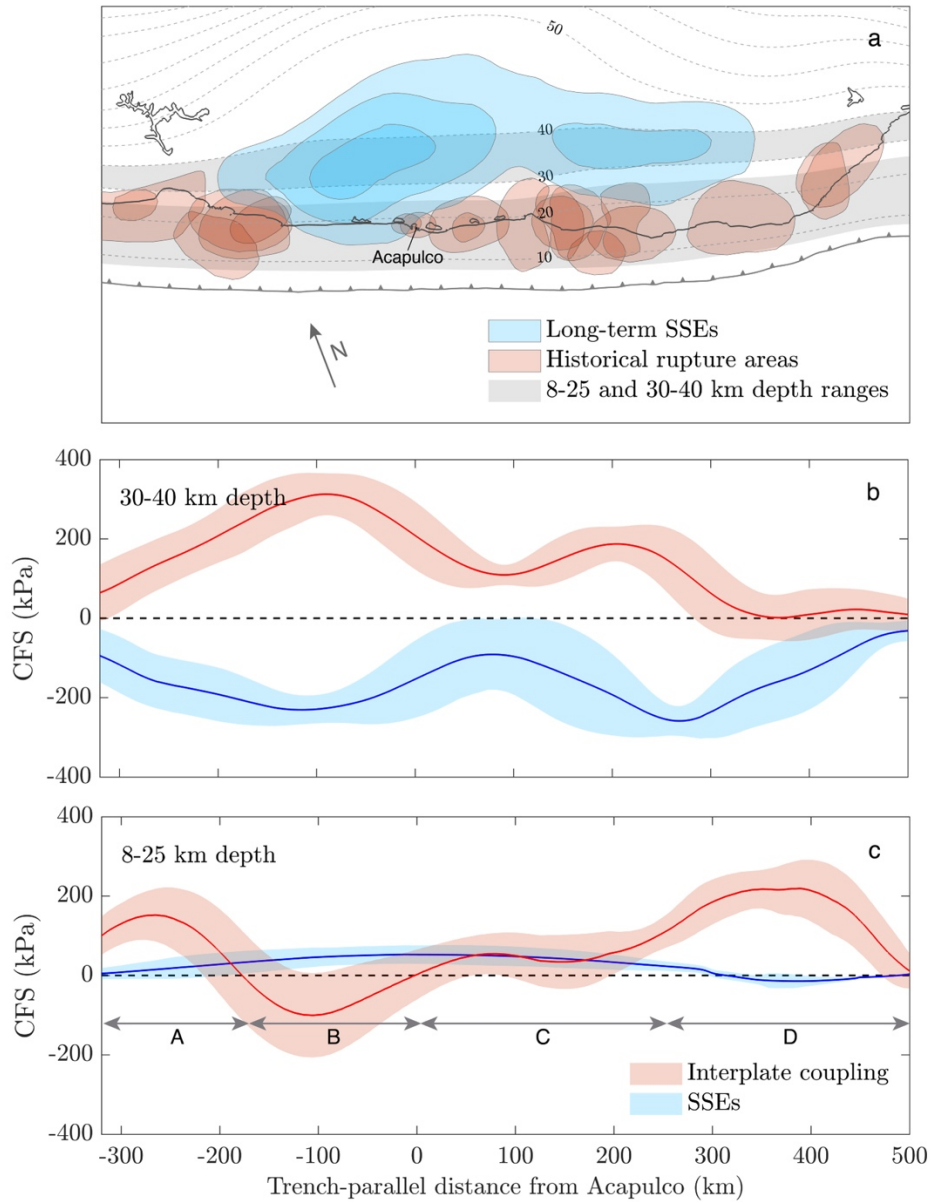 50
a
40
30
20
10
Acapulco
N
Long-term SSEs
Historical rupture areas
8-25 and 30-40 km depth ranges
400
30-40 km depth
b
200
CFS (kPa)
0
-200
-400
400
8-25 km depth
c
200
CFS (kPa)
0
A
B
C
D
-200
Interplate coupling
SSEs
-400
-300 -200 -100 0 100 200 300 400 500
Trench-parallel distance from Acapulco (km)